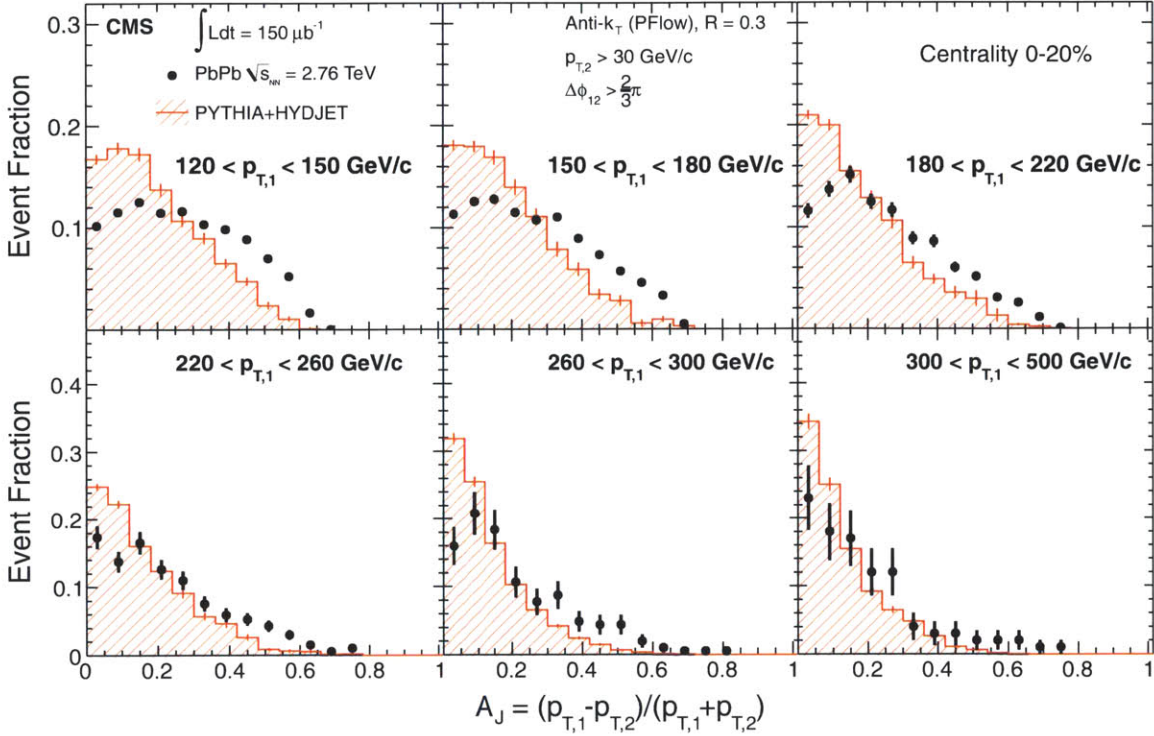 CMS
∫Ldt = 150 μb⁻¹
PbPb √s_NN = 2.76 TeV
PYTHIA+HYDJET
120 < p_T,1 < 150 GeV/c
Anti-k_T (PFlow), R = 0.3
p_T,2 > 30 GeV/c
Δϕ_12 > 2/3 π
150 < p_T,1 < 180 GeV/c
Centrality 0-20%
180 < p_T,1 < 220 GeV/c
Event Fraction
0.3
0.2
0.1
220 < p_T,1 < 260 GeV/c
260 < p_T,1 < 300 GeV/c
300 < p_T,1 < 500 GeV/c
Event Fraction
0.4
0.3
0.2
0.1
0
0 0.2 0.4 0.6 0.8 1 0.2 0.4 0.6 0.8 1 0.2 0.4 0.6 0.8 1
A_J = (p_T,1-p_T,2)/(p_T,1+p_T,2)